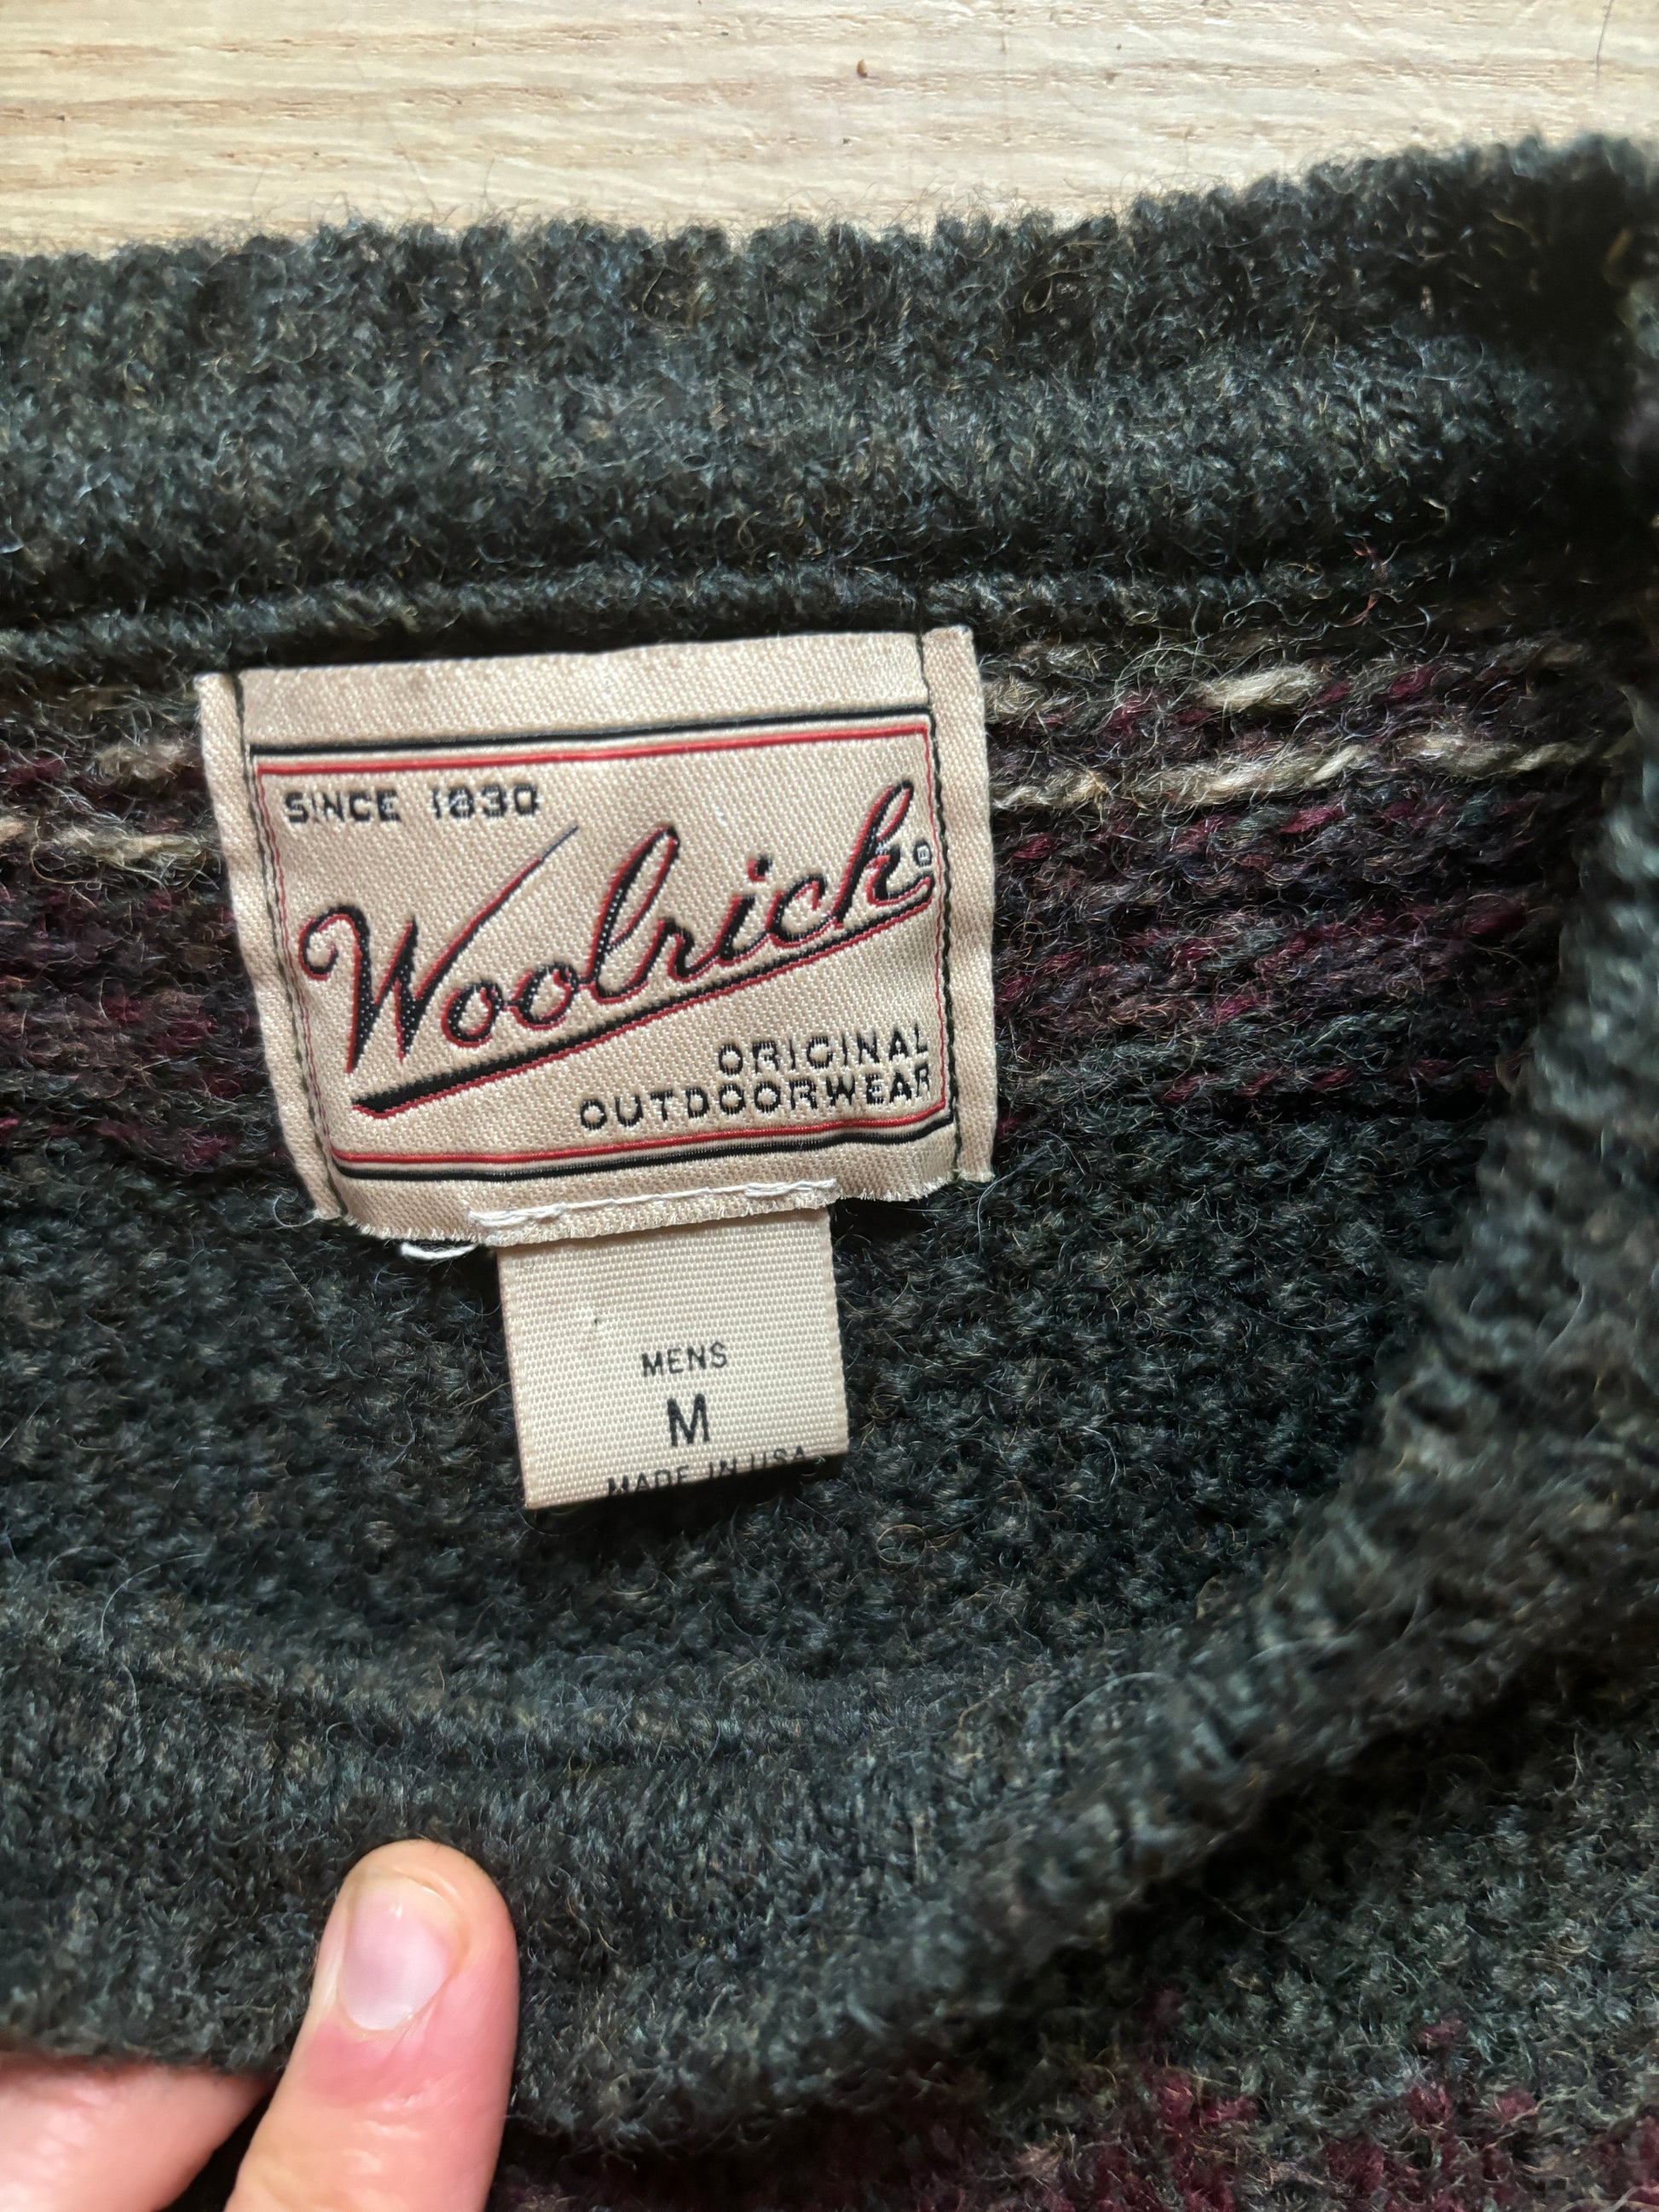 SINCE 1830
Woolrich®
ORIGINAL
OUTDOORWEAR
MENS
M
MADE IN USA